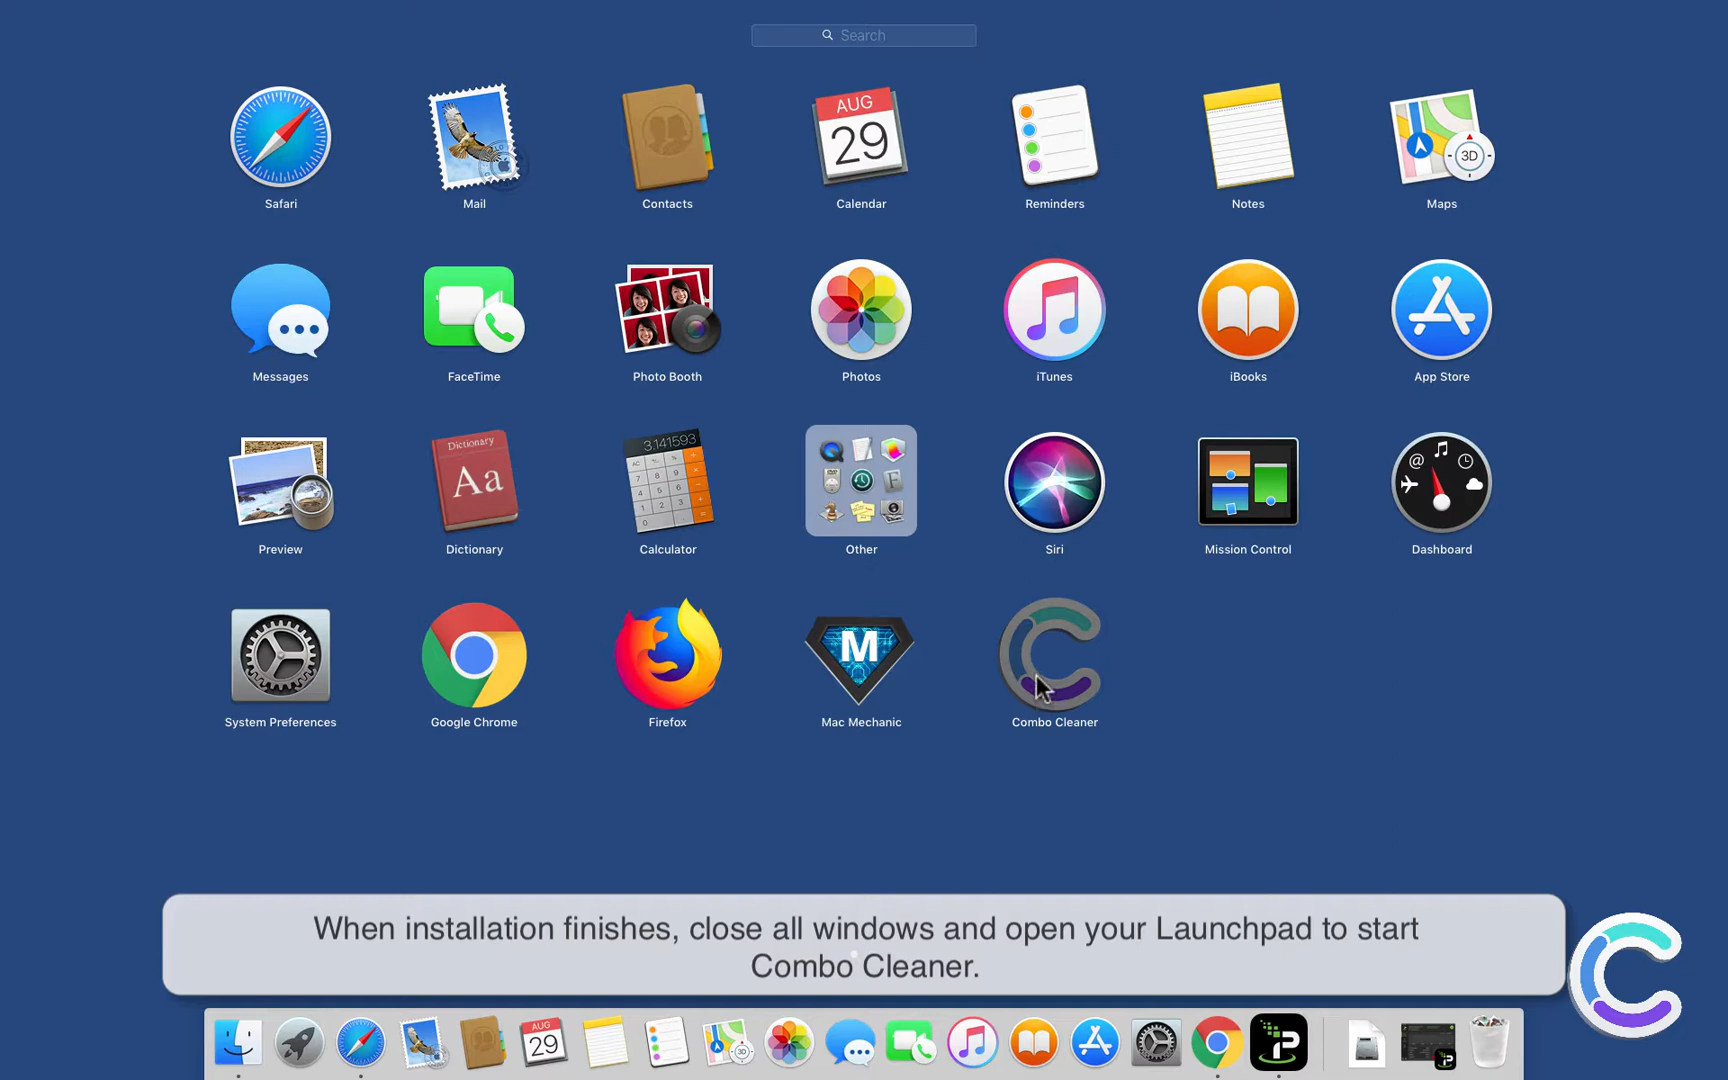 Search
Safari
Mail
Contacts
AUG
29
Calendar
Reminders
Notes
3D
Maps
Messages
FaceTime
Photo Booth
Photos
iTunes
iBooks
App Store
Preview
Dictionary
Aa
Dictionary
3.141593
Calculator
Other
Siri
Mission Control
Dashboard
System Preferences
Google Chrome
Firefox
M
Mac Mechanic
Combo Cleaner
When installation finishes, close all windows and open your Launchpad to start
Combo Cleaner.
AUG
29
3D